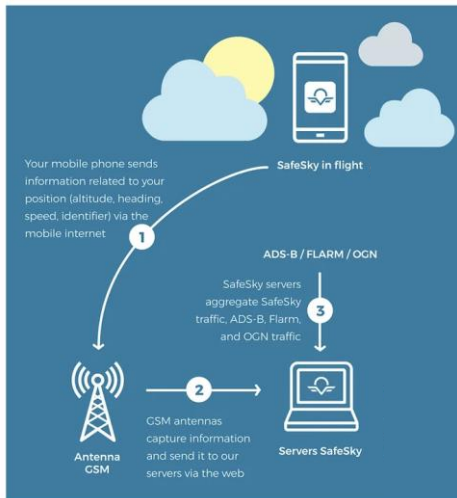 SafeSky in flight
Your mobile phone sends
information related to your
position (altitude, heading,
speed, identifier) via the
mobile internet
1
ADS-B / FLARM / OGN
SafeSky servers
aggregate SafeSky
traffic, ADS-B, Flarm,
and OGN traffic
3
2
GSM antennas
capture information
and send it to our
servers via the web
Antenna
GSM
Servers SafeSky